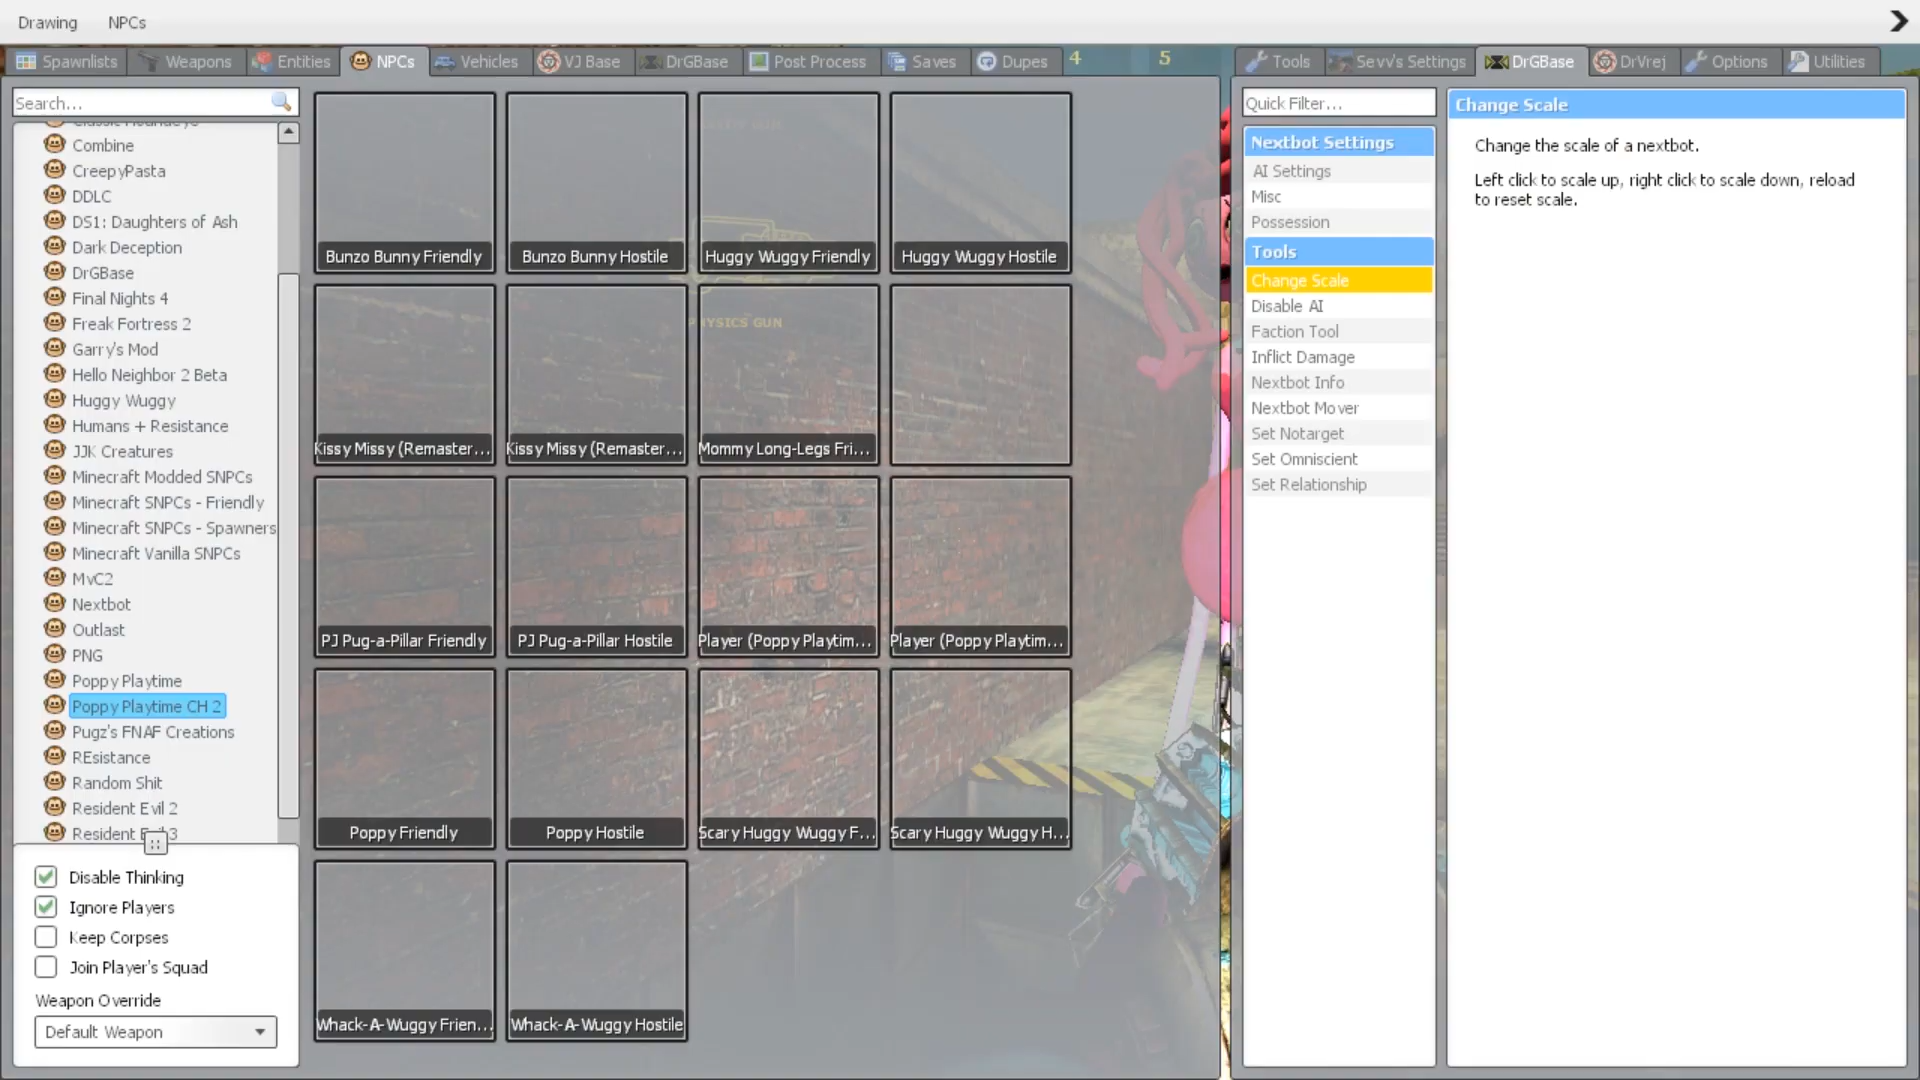 Drawing NPCs
Spawnlists Weapons Entities NPCs Vehicles VJ Base DrGBase Post Process Saves Dupes 4 5 Tools Sevv's Settings DrGBase DrVrej Options Utilities
Search...
Combine
CreepyPasta
DDLC
DS1: Daughters of Ash
Dark Deception
DrGBase
Final Nights 4
Freak Fortress 2
Garry's Mod
Hello Neighbor 2 Beta
Huggy Wuggy
Humans + Resistance
JJK Creatures
Minecraft Modded SNPCs
Minecraft SNPCs - Friendly
Minecraft SNPCs - Spawners
Minecraft Vanilla SNPCs
MvC2
Nextbot
Outlast
PNG
Poppy Playtime
Poppy Playtime CH 2
Pugz's FNAF Creations
REsistance
Random Shit
Resident Evil 2
Resident Evil 3
Disable Thinking
Ignore Players
Keep Corpses
Join Player's Squad
Weapon Override
Default Weapon
Bunzo Bunny Friendly Bunzo Bunny Hostile Huggy Wuggy Friendly Huggy Wuggy Hostile
PHYSICS GUN
Kissy Missy (Remaster... Kissy Missy (Remaster... Mommy Long-Legs Fri...
PJ Pug-a-Pillar Friendly PJ Pug-a-Pillar Hostile Player (Poppy Playtim... Player (Poppy Playtim...
Poppy Friendly Poppy Hostile Scary Huggy Wuggy F... Scary Huggy Wuggy H...
Whack-A-Wuggy Frien... Whack-A-Wuggy Hostile
Quick Filter...
Nextbot Settings
AI Settings
Misc
Possession
Tools
Change Scale
Disable AI
Faction Tool
Inflict Damage
Nextbot Info
Nextbot Mover
Set Notarget
Set Omniscient
Set Relationship
Change Scale
Change the scale of a nextbot.
Left click to scale up, right click to scale down, reload
to reset scale.